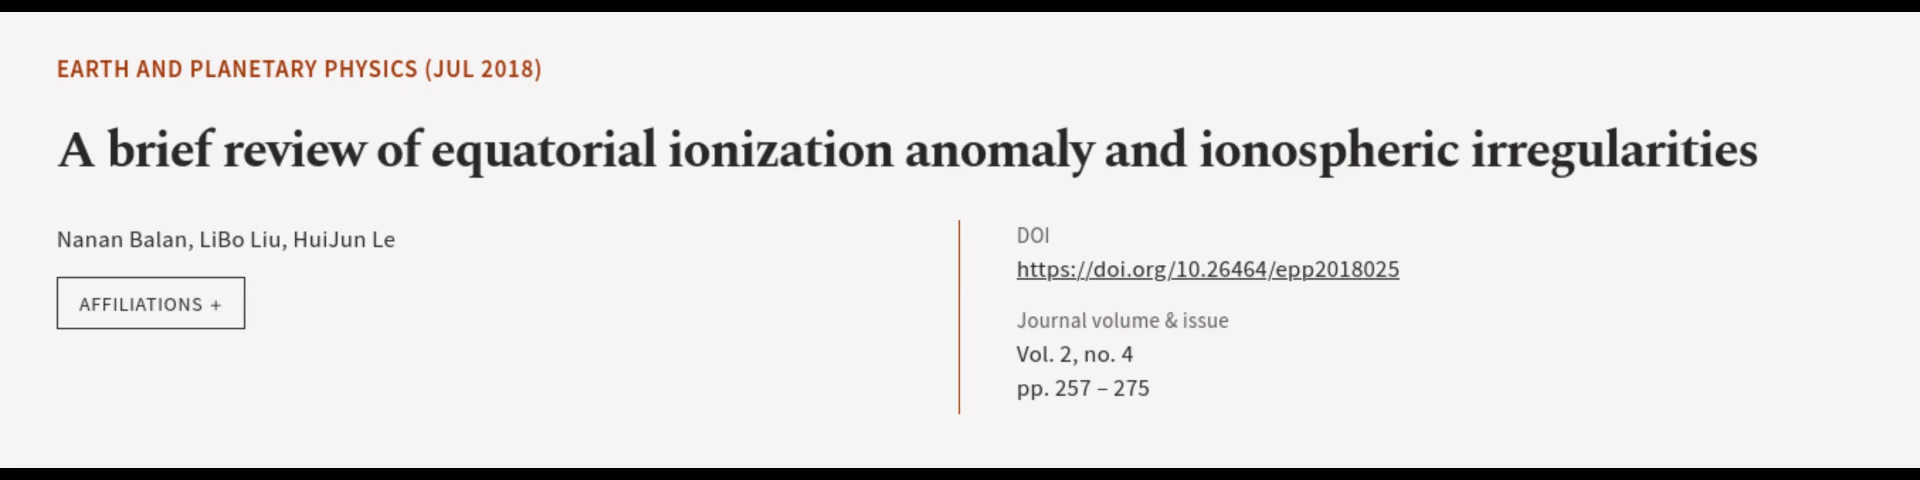 EARTH AND PLANETARY PHYSICS (JUL 2018)
A brief review of equatorial ionization anomaly and ionospheric irregularities
Nanan Balan, LiBo Liu, HuiJun Le
AFFILIATIONS +
DOI
https://doi.org/10.26464/epp2018025
Journal volume & issue
Vol. 2, no. 4
pp. 257 – 275